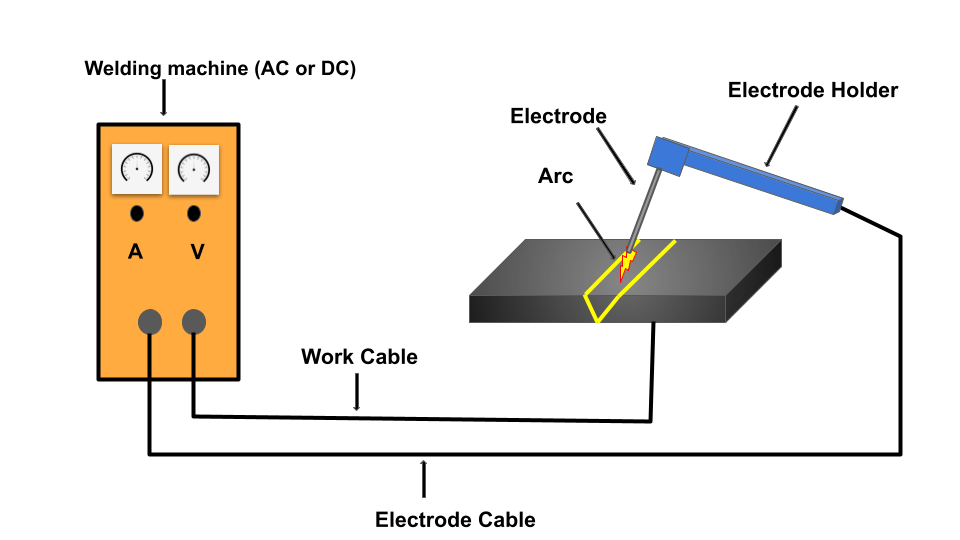 Welding machine (AC or DC)
Electrode Holder
Electrode
Arc
A
V
Work Cable
Electrode Cable